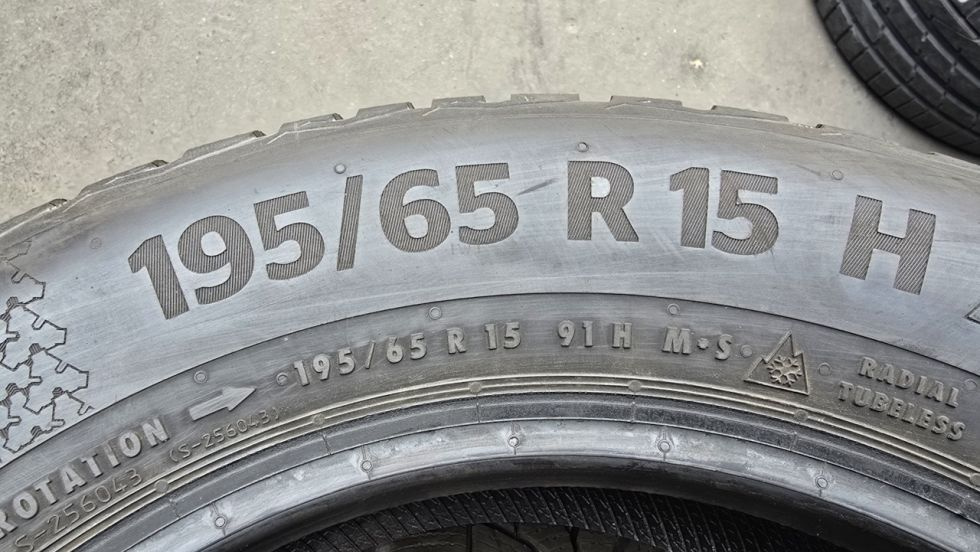 195/65 R 15 H
195/65 R 15 91 H M·S
RADIAL
TUBELESS
ROTATION
(S-256043)
S-256043